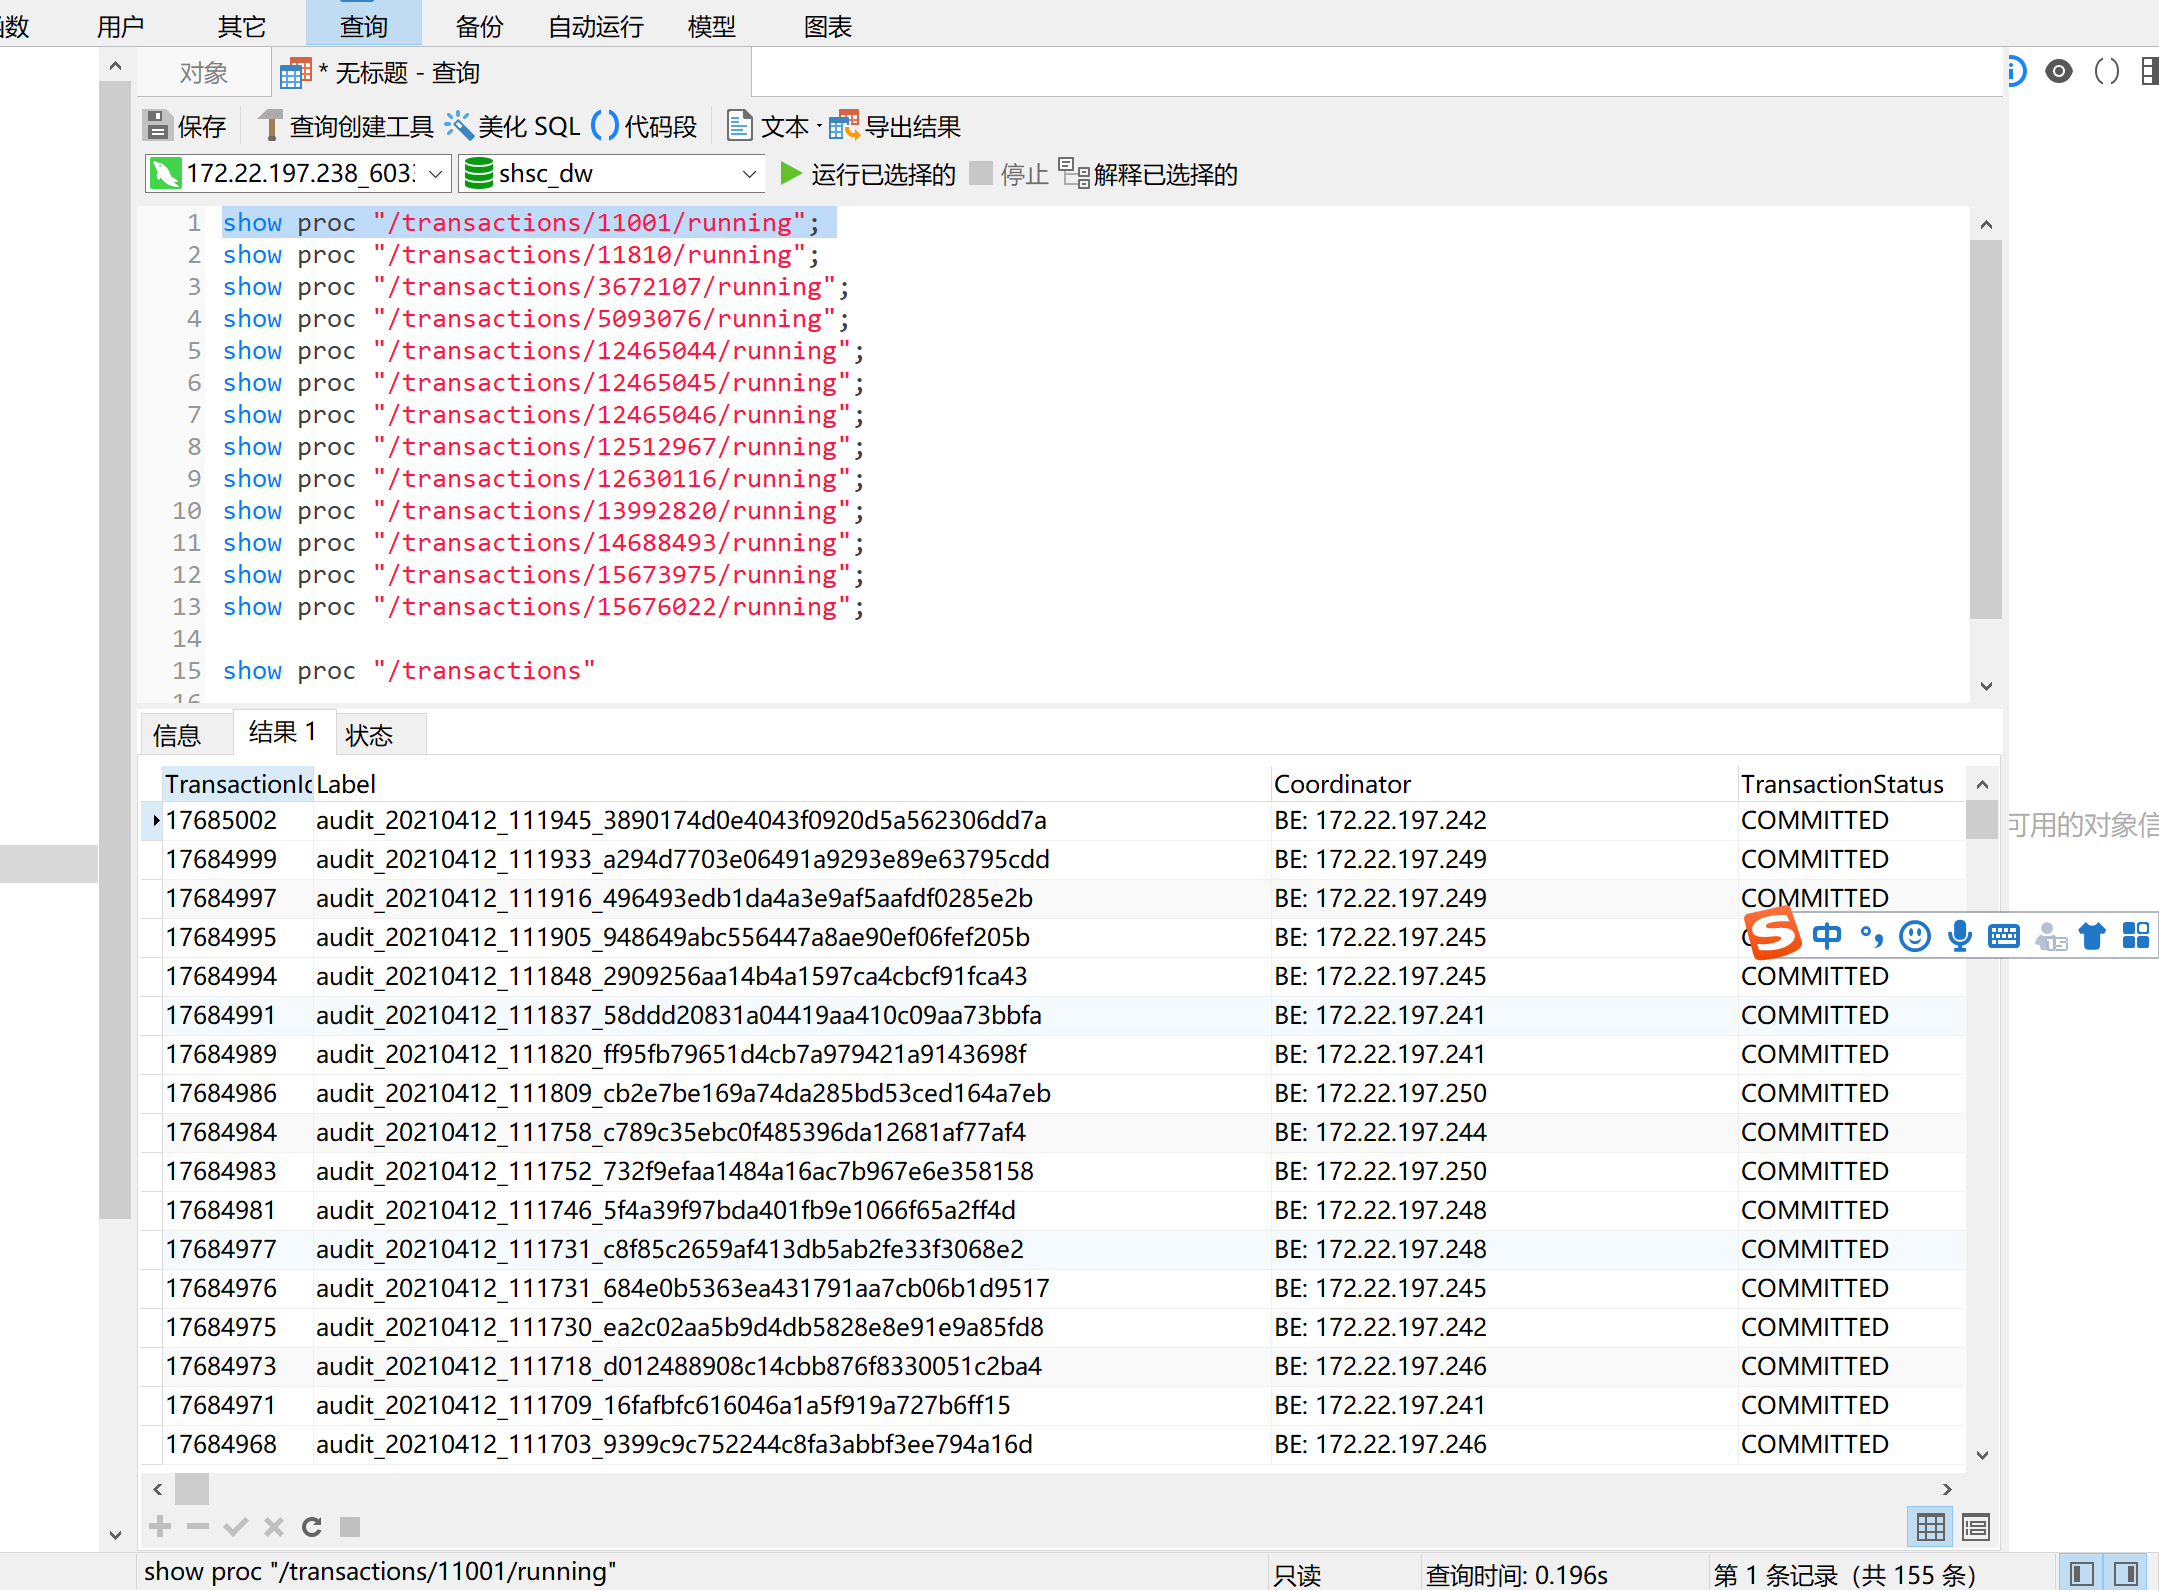 用户 其它 查询 备份 自动运行 模型 图表
对象 * 无标题 - 查询
保存 查询创建工具 美化 SQL () 代码段 文本 导出结果
172.22.197.238_603 shsc_dw 运行已选择的 停止 解释已选择的
1 show proc "/transactions/11001/running";
2 show proc "/transactions/11810/running";
3 show proc "/transactions/3672107/running";
4 show proc "/transactions/5093076/running";
5 show proc "/transactions/12465044/running";
6 show proc "/transactions/12465045/running";
7 show proc "/transactions/12465046/running";
8 show proc "/transactions/12512967/running";
9 show proc "/transactions/12630116/running";
10 show proc "/transactions/13992820/running";
11 show proc "/transactions/14688493/running";
12 show proc "/transactions/15673975/running";
13 show proc "/transactions/15676022/running";
14
15 show proc "/transactions"
16
信息 结果 1 状态
TransactionId Label Coordinator TransactionStatus
17685002 audit_20210412_111945_3890174d0e4043f0920d5a562306dd7a BE: 172.22.197.242 COMMITTED
可用的对象信
17684999 audit_20210412_111933_a294d7703e06491a9293e89e63795cdd BE: 172.22.197.249 COMMITTED
17684997 audit_20210412_111916_496493edb1da4a3e9af5aafdf0285e2b BE: 172.22.197.249 COMMITTED
17684995 audit_20210412_111905_948649abc556447a8ae90ef06fef205b BE: 172.22.197.245
中
17684994 audit_20210412_111848_2909256aa14b4a1597ca4cbcf91fca43 BE: 172.22.197.245 COMMITTED
17684991 audit_20210412_111837_58ddd20831a04419aa410c09aa73bbfa BE: 172.22.197.241 COMMITTED
17684989 audit_20210412_111820_ff95fb79651d4cb7a979421a9143698f BE: 172.22.197.241 COMMITTED
17684986 audit_20210412_111809_cb2e7be169a74da285bd53ced164a7eb BE: 172.22.197.250 COMMITTED
17684984 audit_20210412_111758_c789c35ebc0f485396da12681af77af4 BE: 172.22.197.244 COMMITTED
17684983 audit_20210412_111752_732f9efaa1484a16ac7b967e6e358158 BE: 172.22.197.250 COMMITTED
17684981 audit_20210412_111746_5f4a39f97bda401fb9e1066f65a2ff4d BE: 172.22.197.248 COMMITTED
17684977 audit_20210412_111731_c8f85c2659af413db5ab2fe33f3068e2 BE: 172.22.197.248 COMMITTED
17684976 audit_20210412_111731_684e0b5363ea431791aa7cb06b1d9517 BE: 172.22.197.245 COMMITTED
17684975 audit_20210412_111730_ea2c02aa5b9d4db5828e8e91e9a85fd8 BE: 172.22.197.242 COMMITTED
17684973 audit_20210412_111718_d012488908c14cbb876f8330051c2ba4 BE: 172.22.197.246 COMMITTED
17684971 audit_20210412_111709_16fafbfc616046a1a5f919a727b6ff15 BE: 172.22.197.241 COMMITTED
17684968 audit_20210412_111703_9399c9c752244c8fa3abbf3ee794a16d BE: 172.22.197.246 COMMITTED
show proc "/transactions/11001/running" 只读 查询时间: 0.196s 第 1 条记录 (共 155 条)